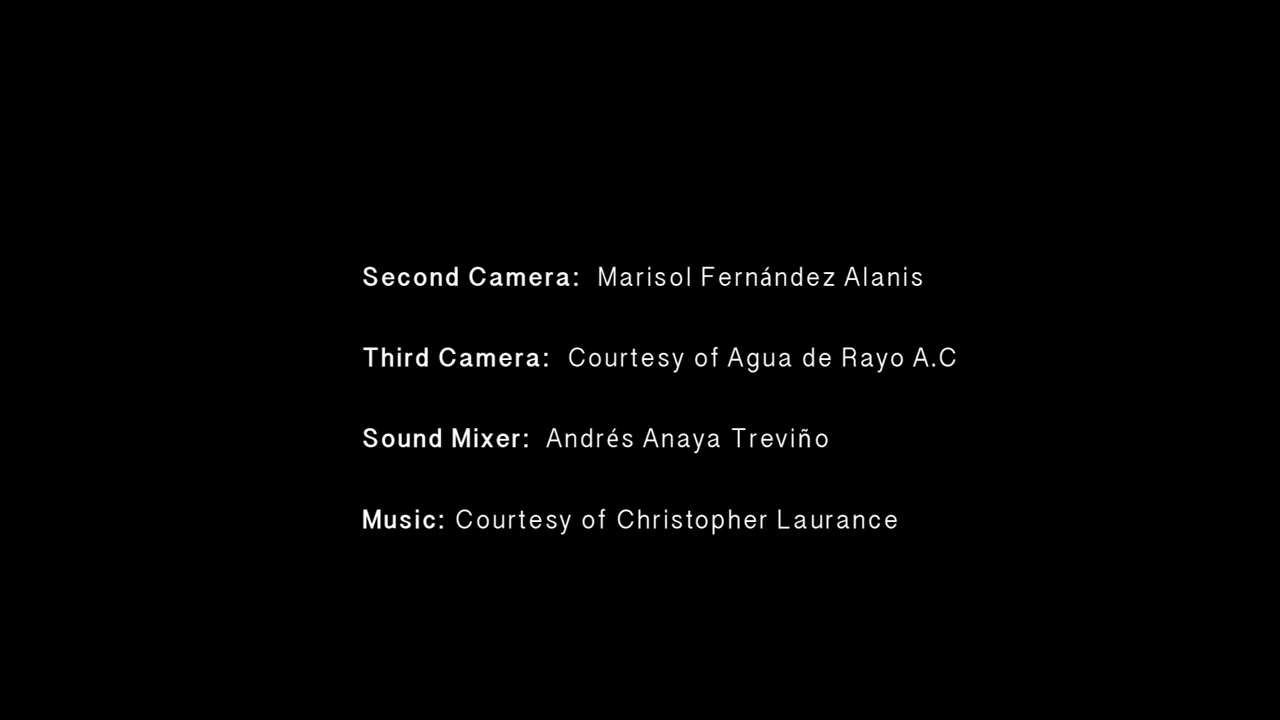 Second Camera: Marisol Fernández Alanis
Third Camera: Courtesy of Agua de Rayo A.C
Sound Mixer: Andrés Anaya Treviño
Music: Courtesy of Christopher Laurance